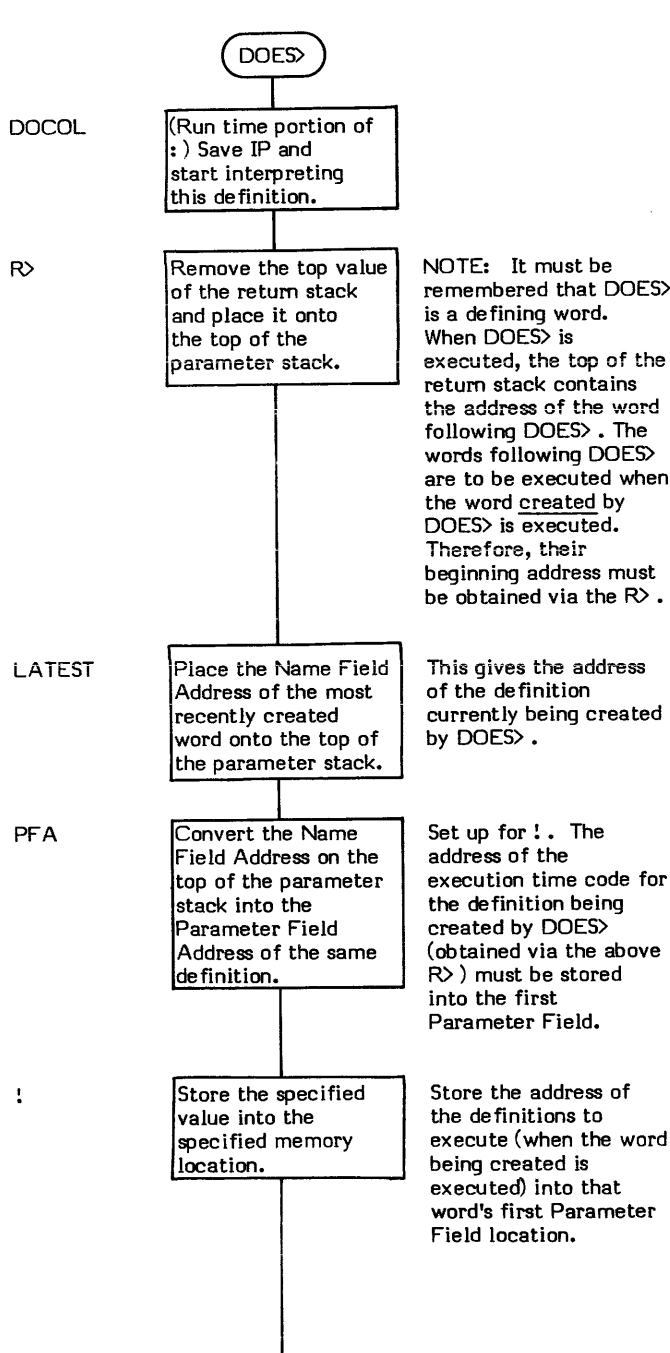 DOES>
DOCOL
(Run time portion of
: ) Save IP and
start interpreting
this definition.
R>
Remove the top value
of the return stack
and place it onto
the top of the
parameter stack.
NOTE: It must be
remembered that DOES>
is a defining word.
When DOES> is
executed, the top of the
return stack contains
the address of the word
following DOES> . The
words following DOES>
are to be executed when
the word created by
DOES> is executed.
Therefore, their
beginning address must
be obtained via the R> .
LATEST
Place the Name Field
Address of the most
recently created
word onto the top of
the parameter stack.
This gives the address
of the definition
currently being created
by DOES> .
PFA
Convert the Name
Field Address on the
top of the parameter
stack into the
Parameter Field
Address of the same
definition.
Set up for ! . The
address of the
execution time code for
the definition being
created by DOES>
(obtained via the above
R> ) must be stored
into the first
Parameter Field.
!
Store the specified
value into the
specified memory
location.
Store the address of
the definitions to
execute (when the word
being created is
executed) into that
word's first Parameter
Field location.